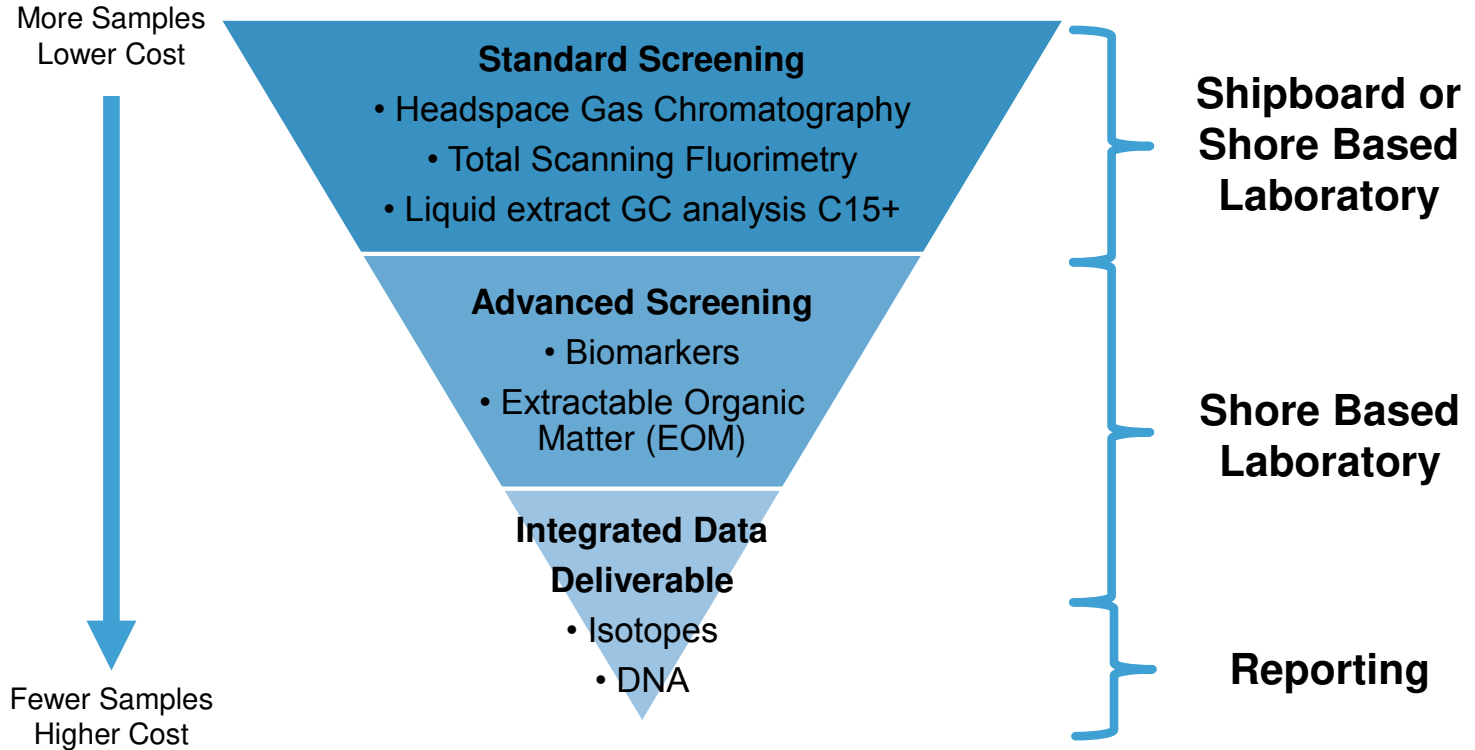 More Samples
Lower Cost
Standard Screening
• Headspace Gas Chromatography
• Total Scanning Fluorimetry
• Liquid extract GC analysis C15+
Shipboard or
Shore Based
Laboratory
Advanced Screening
• Biomarkers
• Extractable Organic
Matter (EOM)
Shore Based
Laboratory
Integrated Data
Deliverable
• Isotopes
• DNA
Reporting
Fewer Samples
Higher Cost